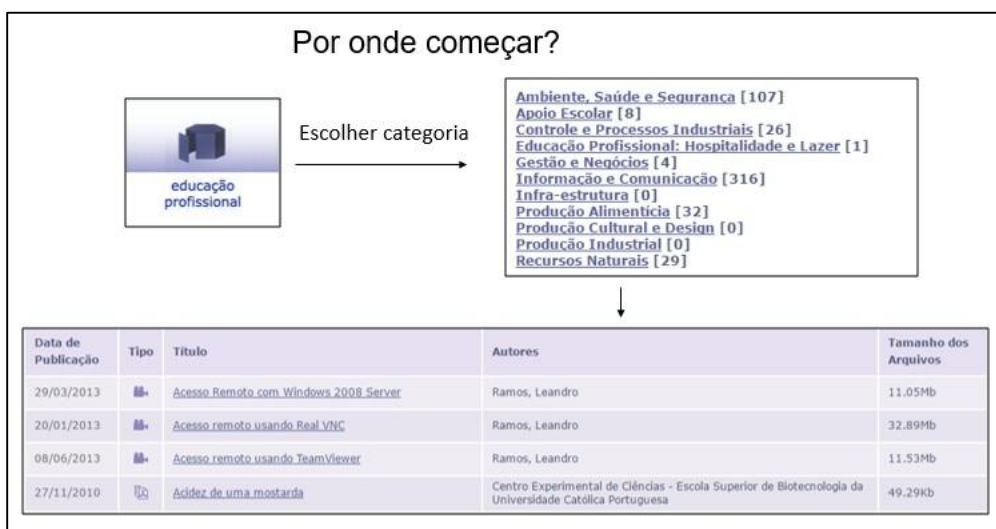 Por onde começar?
educação
profissional
Escolher categoria
Ambiente, Saúde e Segurança [107]
Apoio Escolar [8]
Controle e Processos Industriais [26]
Educação Profissional: Hospitalidade e Lazer [1]
Gestão e Negócios [4]
Informação e Comunicação [316]
Infra-estrutura [0]
Produção Alimentícia [32]
Produção Cultural e Design [0]
Produção Industrial [0]
Recursos Naturais [29]
Data de Publicação Tipo Título Autores Tamanho dos Arquivos
29/03/2013 Acesso Remoto com Windows 2008 Server Ramos, Leandro 11.05Mb
20/01/2013 Acesso remoto usando Real VNC Ramos, Leandro 32.89Mb
08/06/2013 Acesso remoto usando TeamViewer Ramos, Leandro 11.53Mb
27/11/2010 Acidez de uma mostarda Centro Experimental de Ciências - Escola Superior de Biotecnologia da Universidade Católica Portuguesa 49.29Kb